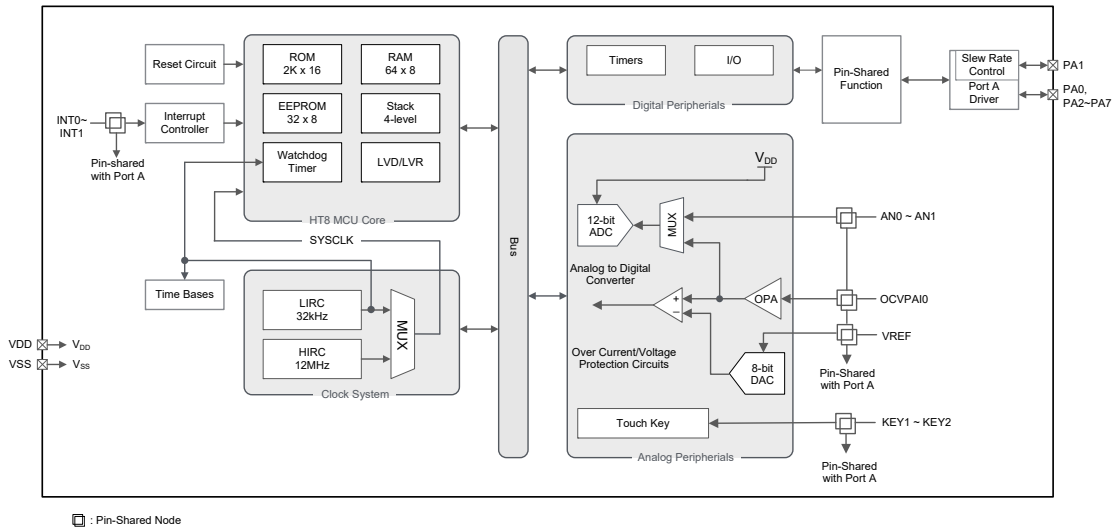 Reset Circuit
INT0~
INT1
Interrupt
Controller
Pin-shared
with Port A
ROM
2K x 16
RAM
64 x 8
EEPROM
32 x 8
Stack
4-level
Watchdog
Timer
LVD/LVR
HT8 MCU Core
SYSCLK
Time Bases
LIRC
32kHz
HIRC
12MHz
MUX
Clock System
VDD
VDD
VSS
VSS
Bus
Timers
I/O
Digital Peripherals
Pin-Shared
Function
Slew Rate
Control
Port A
Driver
PA1
PA0,
PA2~PA7
VDD
12-bit
ADC
MUX
AN0 ~ AN1
Analog to Digital
Converter
+
−
OPA
OCVPAI0
VREF
Over Current/Voltage
Protection Circuits
8-bit
DAC
Pin-Shared
with Port A
Touch Key
KEY1 ~ KEY2
Analog Peripherals
Pin-Shared
with Port A
: Pin-Shared Node